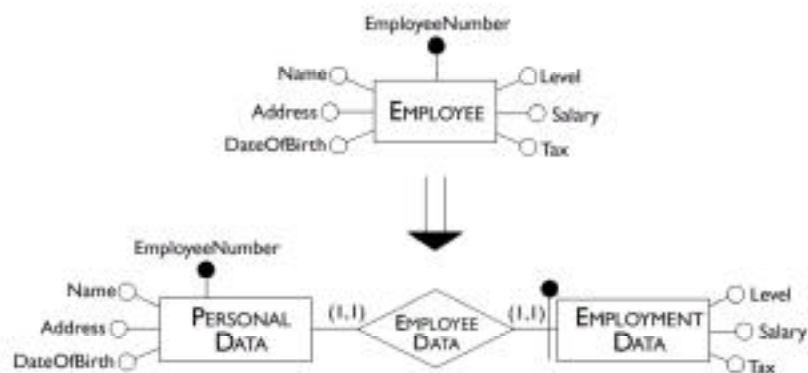 EmployeeNumber
Name
Level
Address
EMPLOYEE
Salary
DateOfBirth
Tax
EmployeeNumber
Name
Level
PERSONAL
DATA
(1,1)
EMPLOYEE
DATA
(1,1)
EMPLOYMENT
DATA
Address
Salary
DateOfBirth
Tax